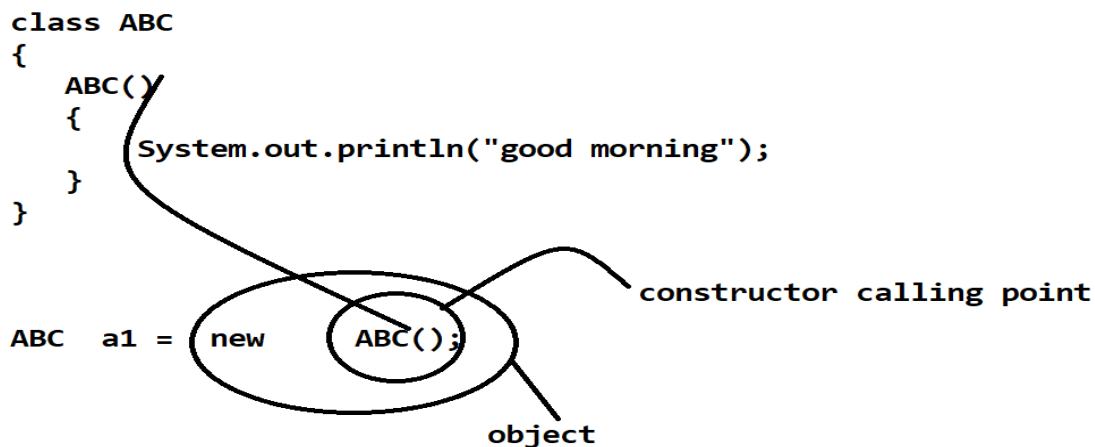 class ABC
{
ABC()
{
System.out.println("good morning");
}
}
constructor calling point
ABC a1 = new ABC();
object